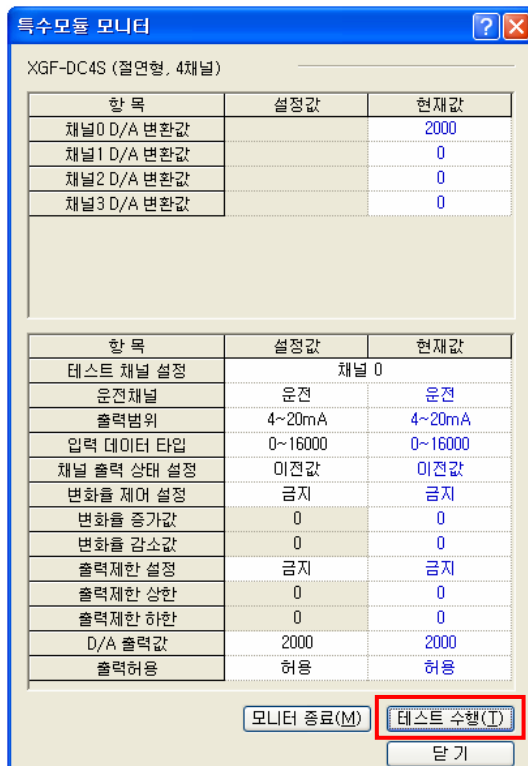 특수모듈 모니터
XGF-DC4S (절연형, 4채널)
항 목 설정값 현재값
채널0 D/A 변환값 2000
채널1 D/A 변환값 0
채널2 D/A 변환값 0
채널3 D/A 변환값 0
항 목 설정값 현재값
테스트 채널 설정 채널 0
운전채널 운전 운전
출력범위 4~20mA 4~20mA
입력 데이터 타입 0~16000 0~16000
채널 출력 상태 설정 이전값 이전값
변화율 제어 설정 금지 금지
변화율 증가값 0 0
변화율 감소값 0 0
출력제한 설정 금지 금지
출력제한 상한 0 0
출력제한 하한 0 0
D/A 출력값 2000 2000
출력허용 허용 허용
모니터 종료(M) 테스트 수행(T)
닫 기